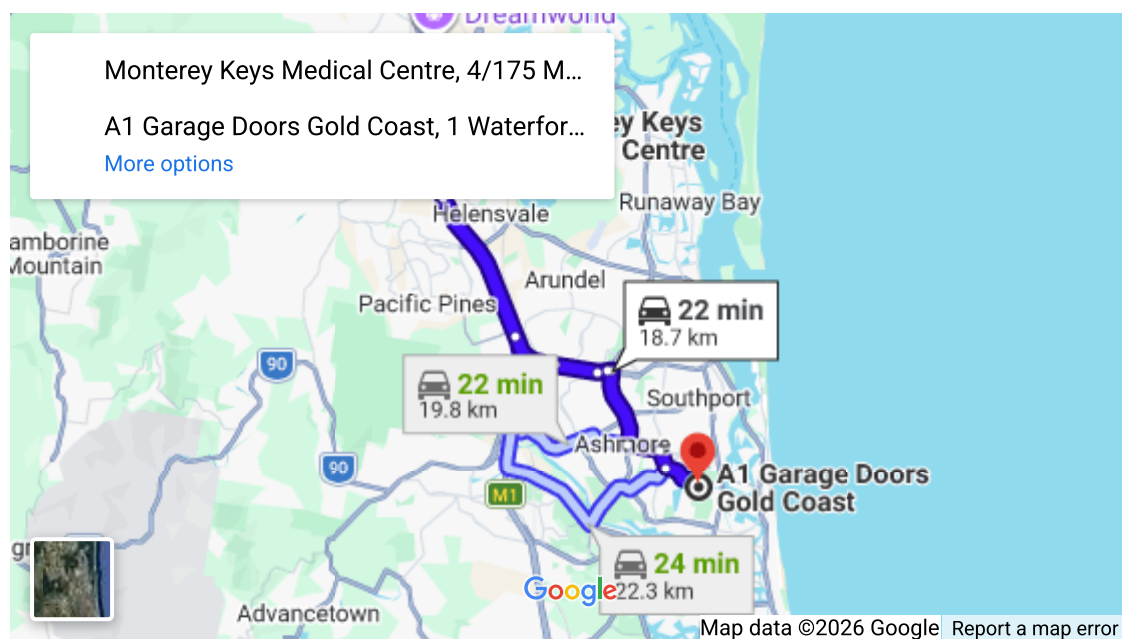 Dreamworld
Monterey Keys Medical Centre, 4/175 M...
A1 Garage Doors Gold Coast, 1 Waterfor...
More options
ey Keys
Centre
Runaway Bay
Helensvale
amborine
Mountain
Arundel
Pacific Pines
22 min
18.7 km
90
22 min
19.8 km
Southport
Ashmore
90
A1 Garage Doors
Gold Coast
M1
24 min
22.3 km
Google
Advancetown
Map data ©2026 Google
Report a map error